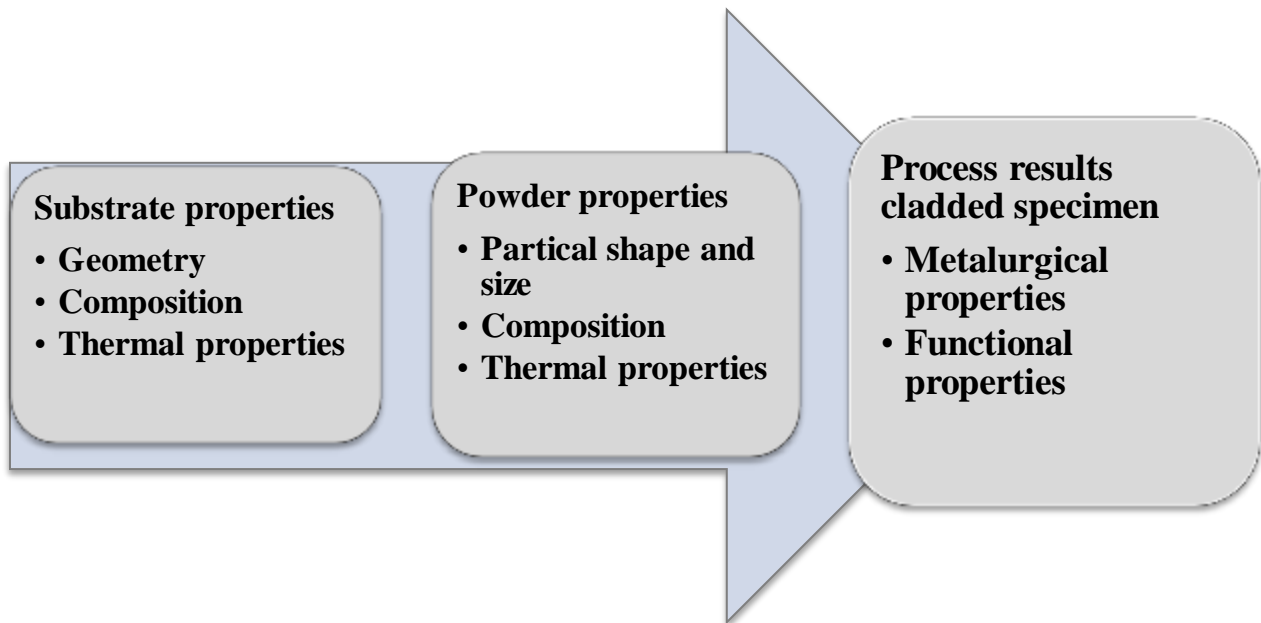 Substrate properties
• Geometry
• Composition
• Thermal properties
Powder properties
• Partical shape and
size
• Composition
• Thermal properties
Process results
cladded specimen
• Metalurgical
properties
• Functional
properties